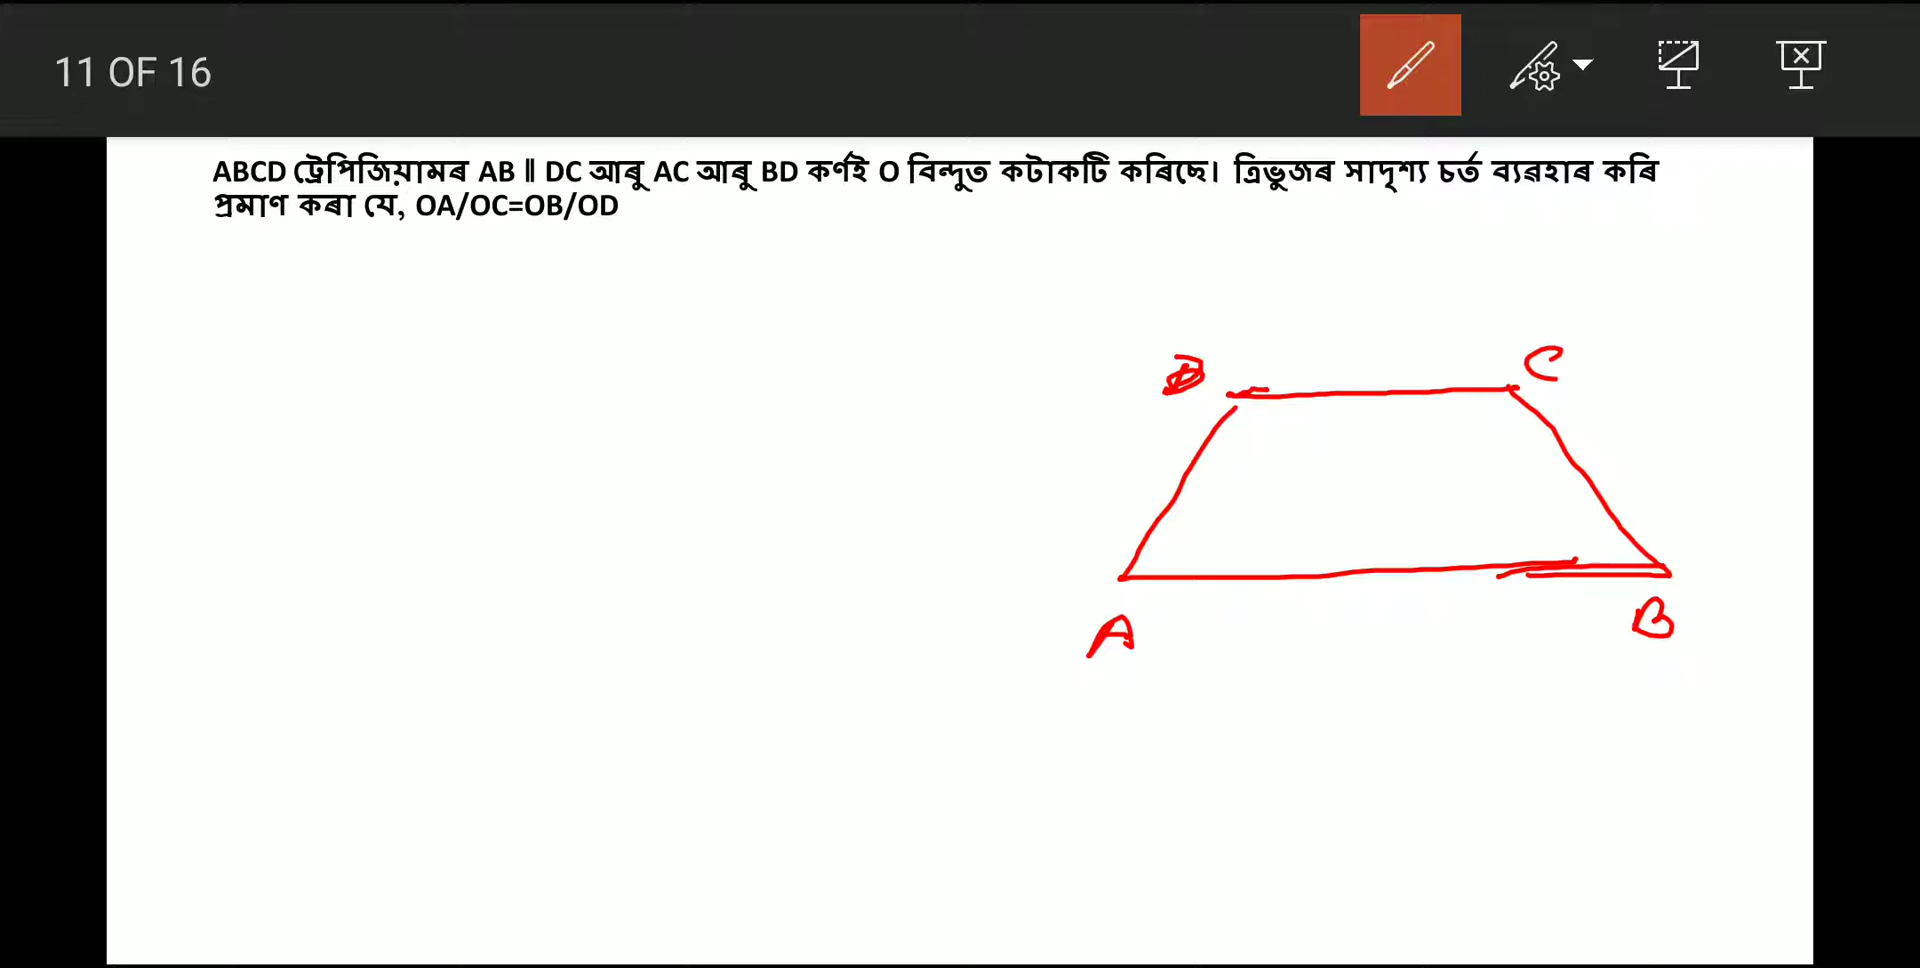 11 OF 16
ABCD ট্ৰেপিজিয়ামৰ AB ॥ DC আৰু AC আৰু BD কৰ্ণই O বিন্দুত কটাকটি কৰিছে। ত্ৰিভুজৰ সাদৃশ্য চৰ্ত ব্যৱহাৰ কৰি
প্ৰমাণ কৰা যে, OA/OC=OB/OD
D C
A B